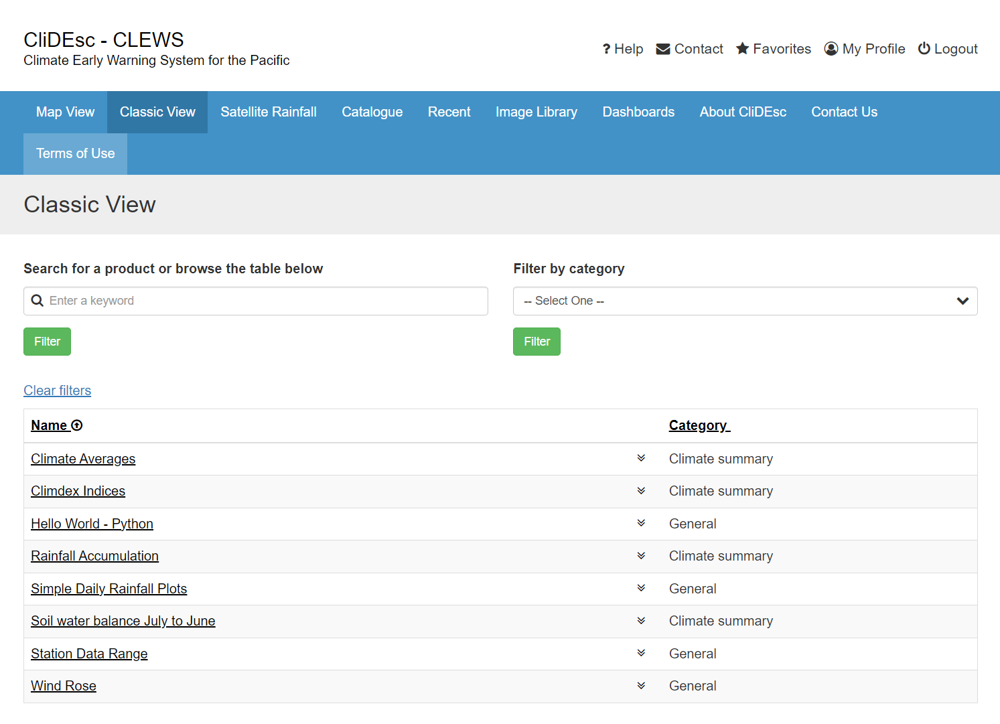 CliDEsc - CLEWS
Climate Early Warning System for the Pacific
? Help Contact Favorites My Profile Logout
Map View Classic View Satellite Rainfall Catalogue Recent Image Library Dashboards About CliDEsc Contact Us
Terms of Use
Classic View
Search for a product or browse the table below
Enter a keyword
Filter
Filter by category
-- Select One --
Filter
Clear filters
Name Category
Climate Averages Climate summary
Climdex Indices Climate summary
Hello World - Python General
Rainfall Accumulation Climate summary
Simple Daily Rainfall Plots General
Soil water balance July to June Climate summary
Station Data Range General
Wind Rose General